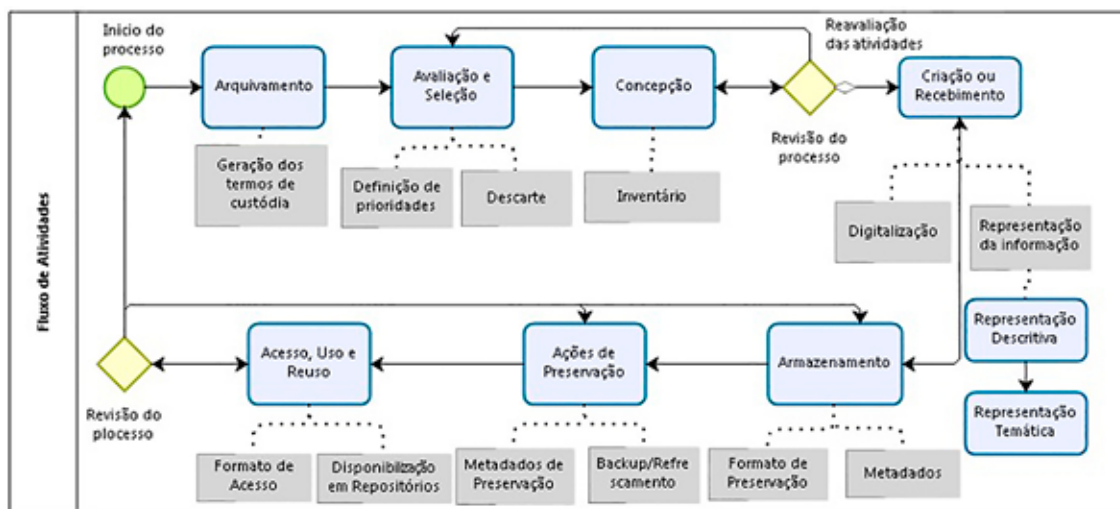 Fluxo de Atividades
Início do
processo
Arquivamento
Avaliação e
Seleção
Concepção
Reavaliação
das atividades
Revisão do
processo
Criação ou
Recebimento
Geração dos
termos de
custódia
Definição de
prioridades
Descarte
Inventário
Digitalização
Representação
da informação
Representação
Descritiva
Representação
Temática
Revisão do
plocesso
Acesso, Uso e
Reuso
Ações de
Preservação
Armazenamento
Formato de
Acesso
Disponibilização
em Repositórios
Metadados de
Preservação
Backup/Refre
scamento
Formato de
Preservação
Metadados